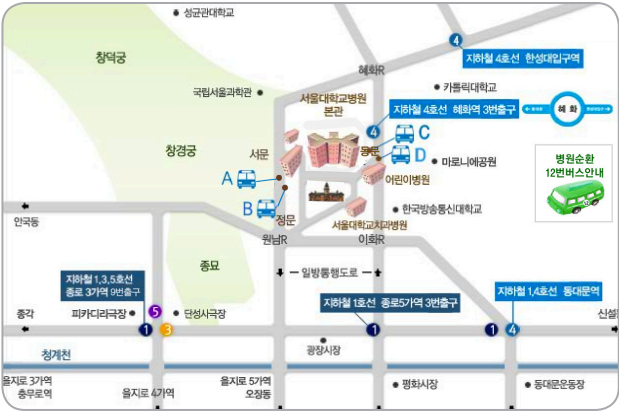 성균관대학교
창덕궁
4
지하철 4호선 한성대입구역
혜화R
국립서울과학관
서울대학교병원
본관
카톨릭대학교
지하철 4호선 혜화역 3번출구
혜 화
4
창경궁
서문
C
D
마로니에공원
병원순환
12번버스안내
A
어린이병원
B
정문
한국방송통신대학교
서울대학교치과병원
안국동
원남R
이화R
종묘
일방통행도로
지하철 1,3,5호선
종로 3가역 9번출구
지하철 1호선 종로5가역 3번출구
지하철 1,4호선 동대문역
종각
피카디리극장
5
단성사극장
신설
1
3
1
1
4
청계천
광장시장
을지로 3가역
충무로역
을지로 4가역
을지로 5가역
오장동
평화시장
동대문운동장